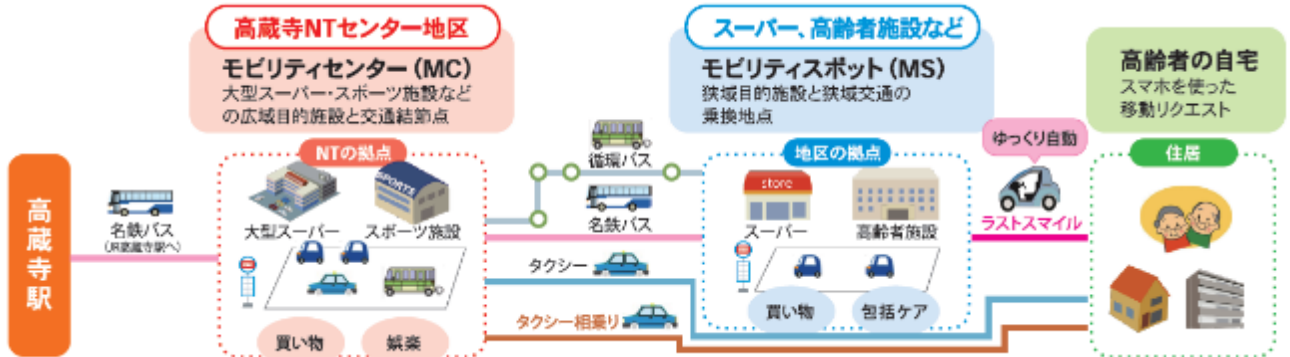 高蔵寺NTセンター地区
モビリティセンター（MC）
大型スーパー・スポーツ施設など
の広域目的施設と交通結節点
スーパー、高齢者施設など
モビリティスポット（MS）
狭域目的施設と狭域交通の
乗換地点
高齢者の自宅
スマホを使った
移動リクエスト
高蔵寺駅
名鉄バス
（JR高蔵寺駅へ）
NTの拠点
SPORTS
大型スーパー
スポーツ施設
買い物
娯楽
循環バス
名鉄バス
タクシー
タクシー相乗り
地区の拠点
store
スーパー
高齢者施設
買い物
包括ケア
ゆっくり自動
ラストスマイル
住居